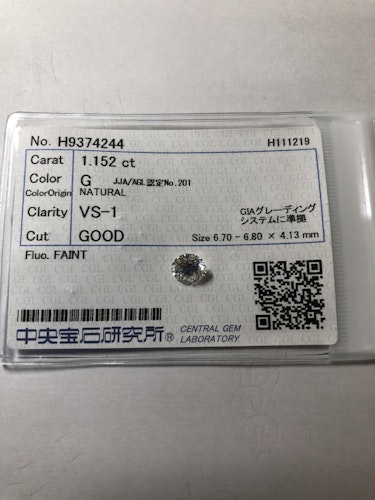 No. H9374244 H111219
Carat 1.152 ct
Color G JJA/AGL認定No.201
ColorOrigin NATURAL
Clarity VS-1 GIAグレーディング
システムに準拠
Cut GOOD Size 6.70 - 6.80 × 4.13 mm
Fluo. FAINT
中央宝石研究所® CENTRAL GEM
LABORATORY